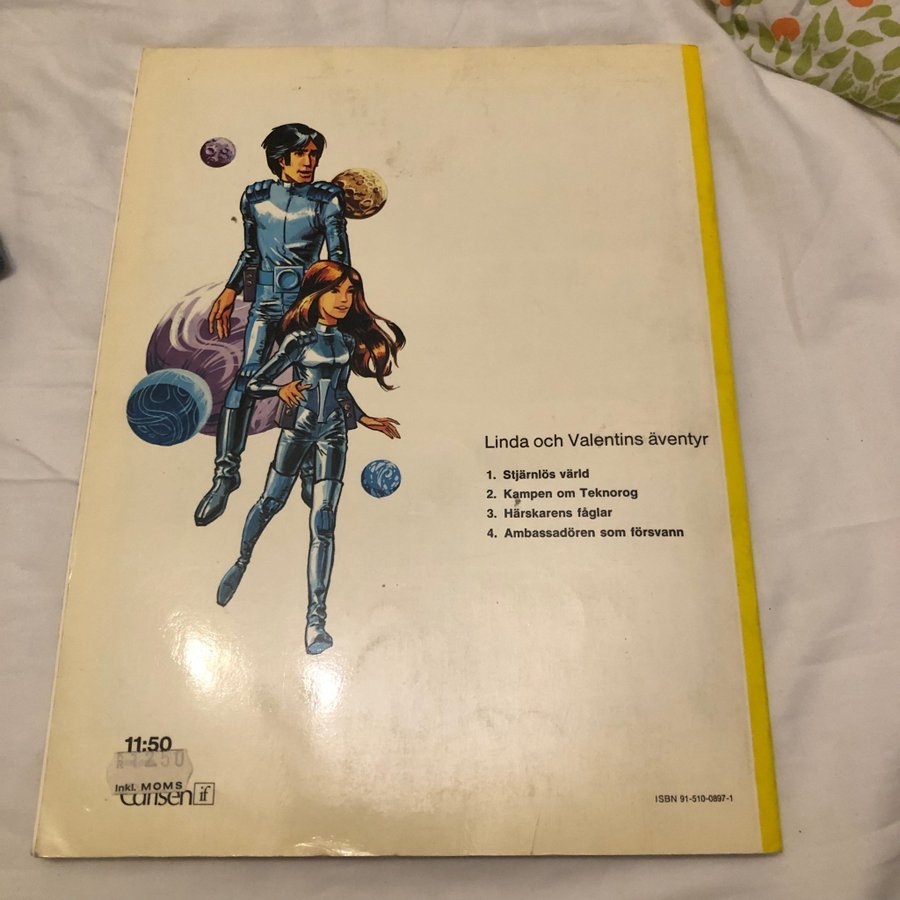 Linda och Valentins äventyr
1. Stjärnlös värld
2. Kampen om Teknorog
3. Härskarens fåglar
4. Ambassadören som försvann
11:50
Inkl. MOMS
Carlsen if
ISBN 91-510-0897-1